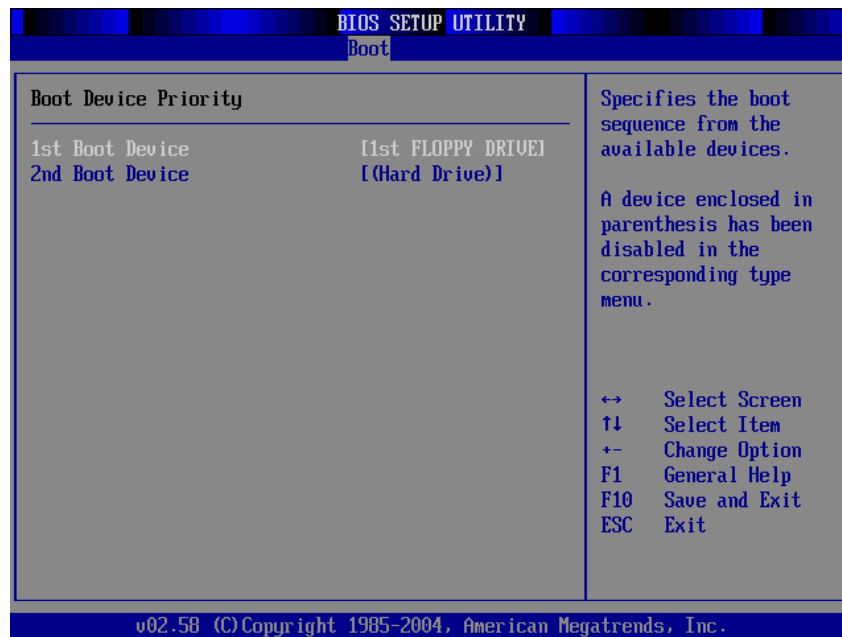 BIOS SETUP UTILITY
Boot
Boot Device Priority
1st Boot Device [1st FLOPPY DRIVE]
2nd Boot Device [(Hard Drive)]
Specifies the boot
sequence from the
available devices.
A device enclosed in
parenthesis has been
disabled in the
corresponding type
menu.
←→ Select Screen
↑↓ Select Item
+- Change Option
F1 General Help
F10 Save and Exit
ESC Exit
v02.58 (C)Copyright 1985-2004, American Megatrends, Inc.